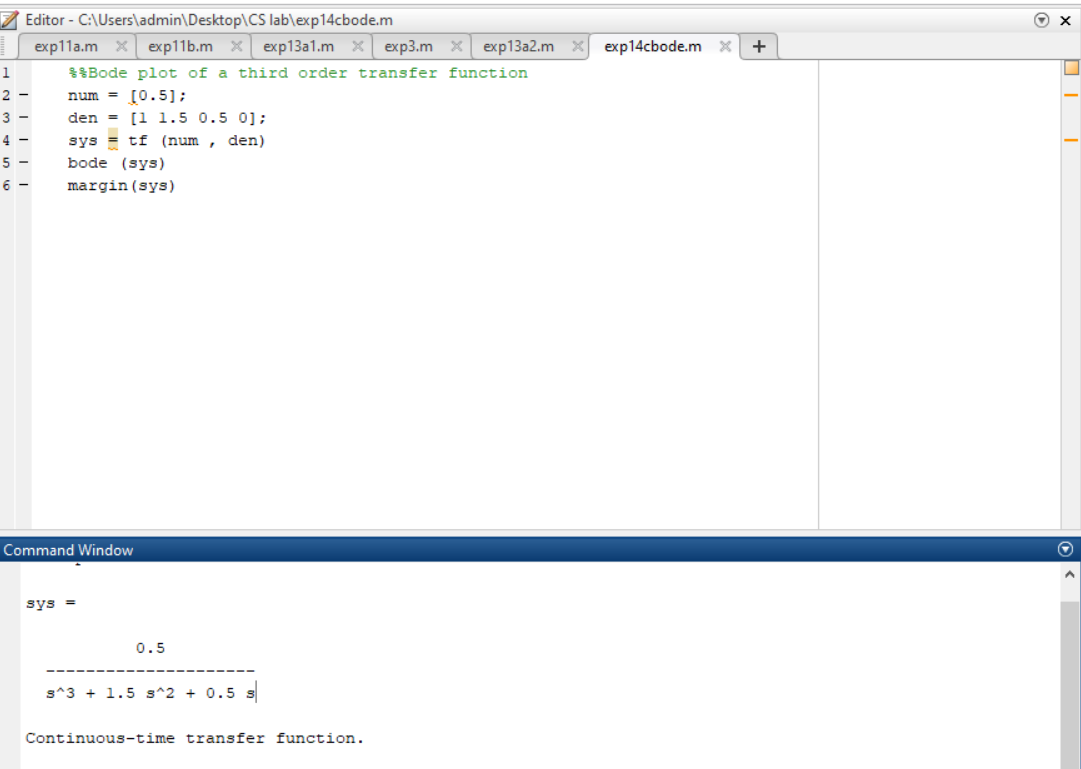 Editor - C:\Users\admin\Desktop\CS lab\exp14cbode.m
exp11a.m exp11b.m exp13a1.m exp3.m exp13a2.m exp14cbode.m +
1 %%Bode plot of a third order transfer function
2 - num = [0.5];
3 - den = [1 1.5 0.5 0];
4 - sys = tf (num , den)
5 - bode (sys)
6 - margin(sys)
Command Window
sys =
0.5
---------------------
s^3 + 1.5 s^2 + 0.5 s
Continuous-time transfer function.